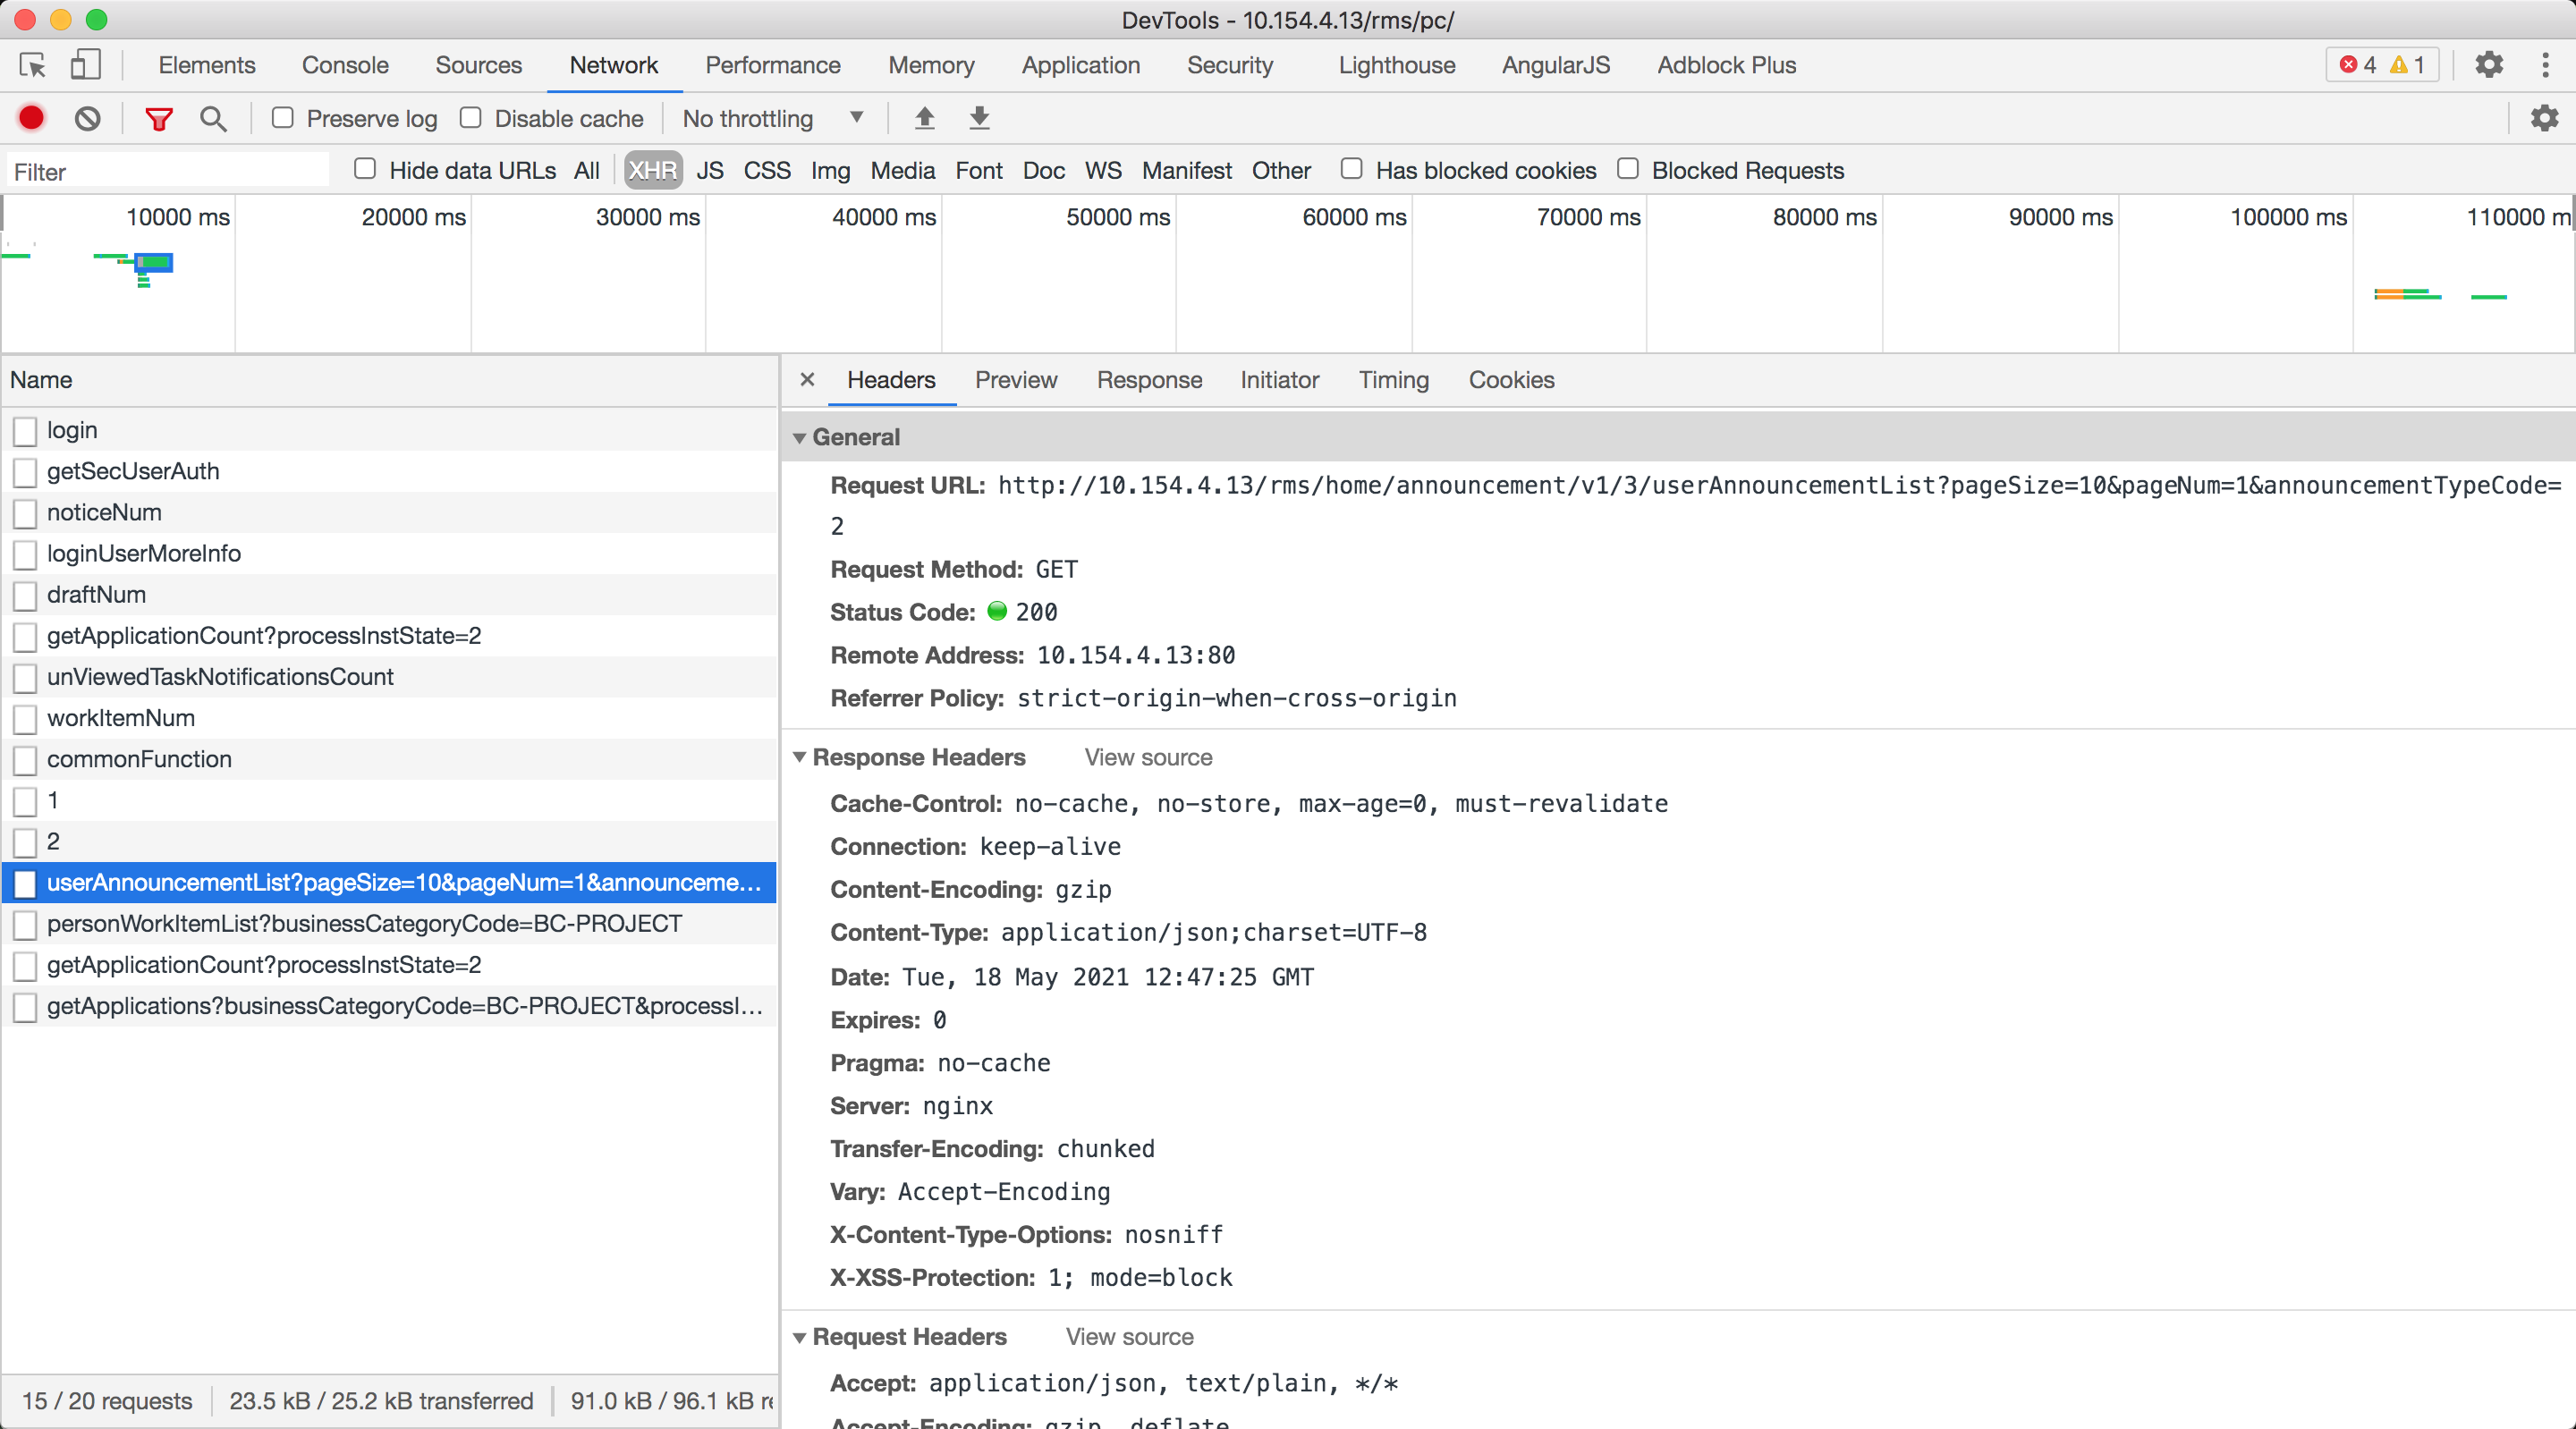 DevTools - 10.154.4.13/rms/pc/
Elements Console Sources Network Performance Memory Application Security Lighthouse AngularJS Adblock Plus 4 1
Preserve log Disable cache No throttling
Filter Hide data URLs All XHR JS CSS Img Media Font Doc WS Manifest Other Has blocked cookies Blocked Requests
10000 ms 20000 ms 30000 ms 40000 ms 50000 ms 60000 ms 70000 ms 80000 ms 90000 ms 100000 ms 110000 m
Name
login
getSecUserAuth
noticeNum
loginUserMoreInfo
draftNum
getApplicationCount?processInstState=2
unViewedTaskNotificationsCount
workItemNum
commonFunction
1
2
userAnnouncementList?pageSize=10&pageNum=1&announceme…
personWorkItemList?businessCategoryCode=BC-PROJECT
getApplicationCount?processInstState=2
getApplications?businessCategoryCode=BC-PROJECT&processI…
15 / 20 requests 23.5 kB / 25.2 kB transferred 91.0 kB / 96.1 kB re
× Headers Preview Response Initiator Timing Cookies
General
Request URL: http://10.154.4.13/rms/home/announcement/v1/3/userAnnouncementList?pageSize=10&pageNum=1&announcementTypeCode=
2
Request Method: GET
Status Code: 200
Remote Address: 10.154.4.13:80
Referrer Policy: strict-origin-when-cross-origin
Response Headers View source
Cache-Control: no-cache, no-store, max-age=0, must-revalidate
Connection: keep-alive
Content-Encoding: gzip
Content-Type: application/json;charset=UTF-8
Date: Tue, 18 May 2021 12:47:25 GMT
Expires: 0
Pragma: no-cache
Server: nginx
Transfer-Encoding: chunked
Vary: Accept-Encoding
X-Content-Type-Options: nosniff
X-XSS-Protection: 1; mode=block
Request Headers View source
Accept: application/json, text/plain, */*
Accept-Encoding: gzip, deflate